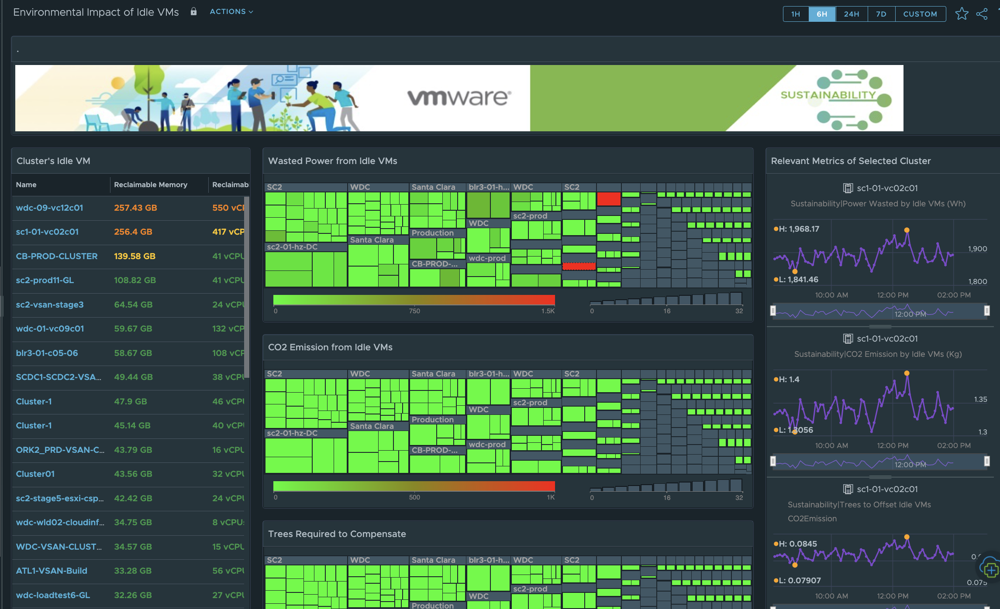 Environmental Impact of Idle VMs
ACTIONS
1H 6H 24H 7D CUSTOM
.
vmware®
SUSTAINABILITY
Cluster's Idle VM
Name Reclaimable Memory Reclaimabl
wdc-09-vc12c01 257.43 GB 550 vCP
sc1-01-vc02c01 256.4 GB 417 vCP
CB-PROD-CLUSTER 139.58 GB 41 vCPU
sc2-prod11-GL 108.82 GB 41 vCPU
sc2-vsan-stage3 64.54 GB 24 vCPU
wdc-01-vc09c01 59.67 GB 132 vCP
blr3-01-c05-06 58.67 GB 108 vCP
SCDC1-SCDC2-VSA... 49.44 GB 38 vCPU
Cluster-1 47.9 GB 46 vCPU
Cluster-1 45.14 GB 40 vCPU
ORK2_PRD-VSAN-C... 43.79 GB 16 vCPU
Cluster01 43.56 GB 32 vCPU
sc2-stage5-esxi-csp... 42.42 GB 24 vCPU
wdc-wld02-cloudinf... 34.75 GB 8 vCPUs
WDC-VSAN-CLUST... 34.57 GB 15 vCPU
ATL1-VSAN-Build 33.28 GB 56 vCPU
wdc-loadtest6-GL 32.26 GB 27 vCPU
Wasted Power from Idle VMs
SC2 WDC Santa Clara blr3-01-h... WDC SC2
sc2-prod
WDC
Production
Santa Clara
sc2-01-hz-DC
wdc-prod
CB-PROD-...
0 750 1.5K
0 16 32
CO2 Emission from Idle VMs
SC2 WDC Santa Clara blr3-01-h... WDC SC2
sc2-prod
WDC
Production
Santa Clara
sc2-01-hz-DC
wdc-prod
CB-PROD-...
0 500 1K
0 16 32
Trees Required to Compensate
SC2 WDC Santa Clara blr3-01-h... WDC SC2
sc2-prod
WDC
Production
Relevant Metrics of Selected Cluster
sc1-01-vc02c01
Sustainability|Power Wasted by Idle VMs (Wh)
H: 1,968.17
1,900
L: 1,841.46
1,800
10:00 AM 12:00 PM 02:00 PM
12:00 PM
sc1-01-vc02c01
Sustainability|CO2 Emission by Idle VMs (Kg)
H: 1.4
1.35
L: 1.3056
1.3
10:00 AM 12:00 PM 02:00 PM
12:00 PM
sc1-01-vc02c01
Sustainability|Trees to Offset Idle VMs
CO2Emission
H: 0.0845
L: 0.07907
0.075
10:00 AM 12:00 PM 02:00 PM